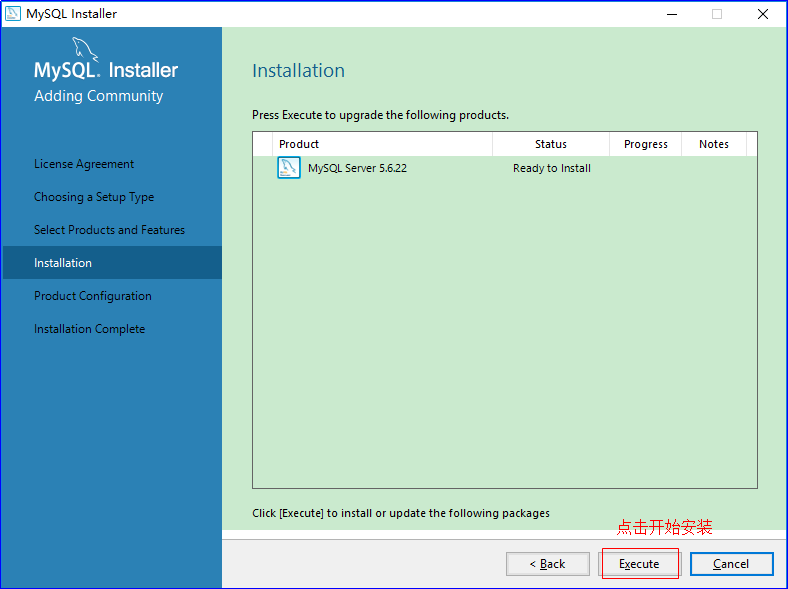 MySQL Installer
MySQL. Installer
Adding Community
License Agreement
Choosing a Setup Type
Select Products and Features
Installation
Product Configuration
Installation Complete
Installation
Press Execute to upgrade the following products.
Product Status Progress Notes
MySQL Server 5.6.22 Ready to Install
Click [Execute] to install or update the following packages
点击开始安装
< Back Execute Cancel